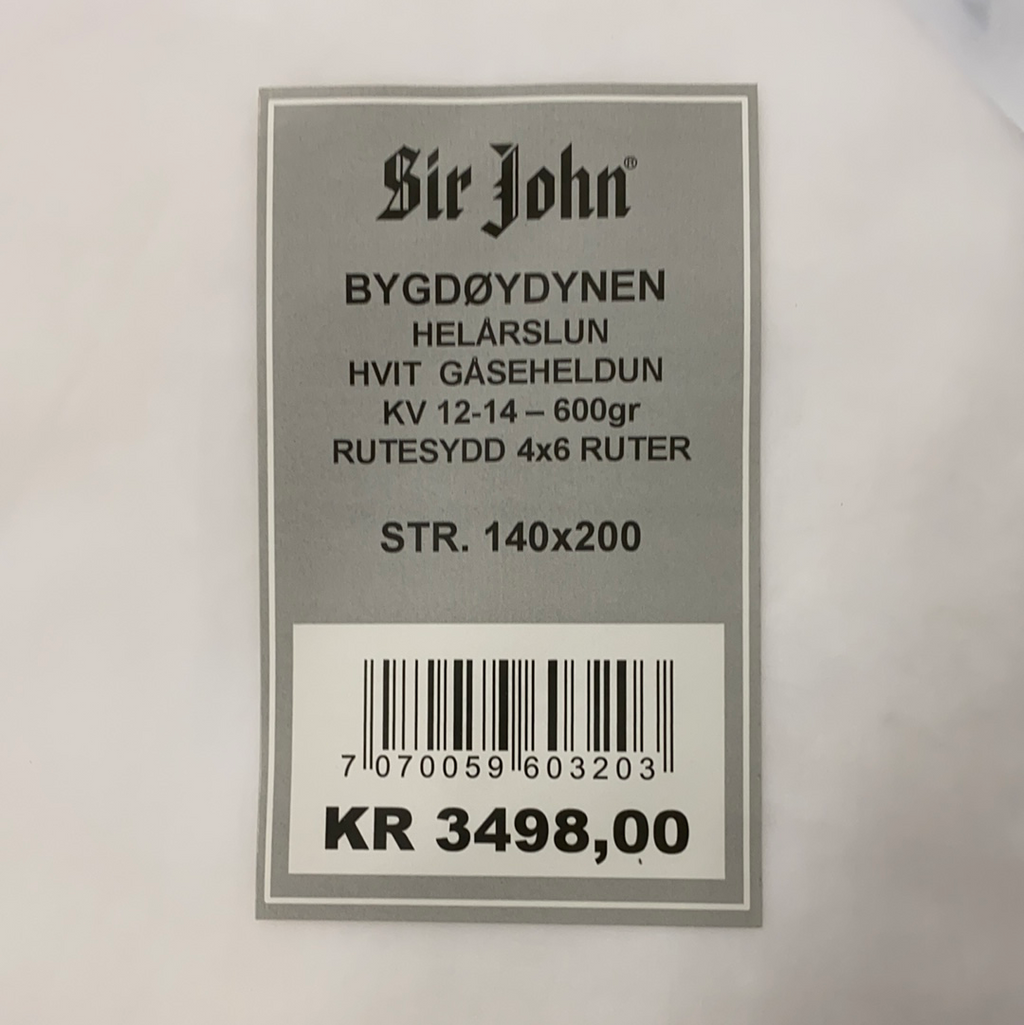 Sir John®
BYGDØYDYNEN
HELÅRSLUN
HVIT GÅSEHELDUN
KV 12-14 – 600gr
RUTESYDD 4x6 RUTER
STR. 140x200
7 070059 603203
KR 3498,00